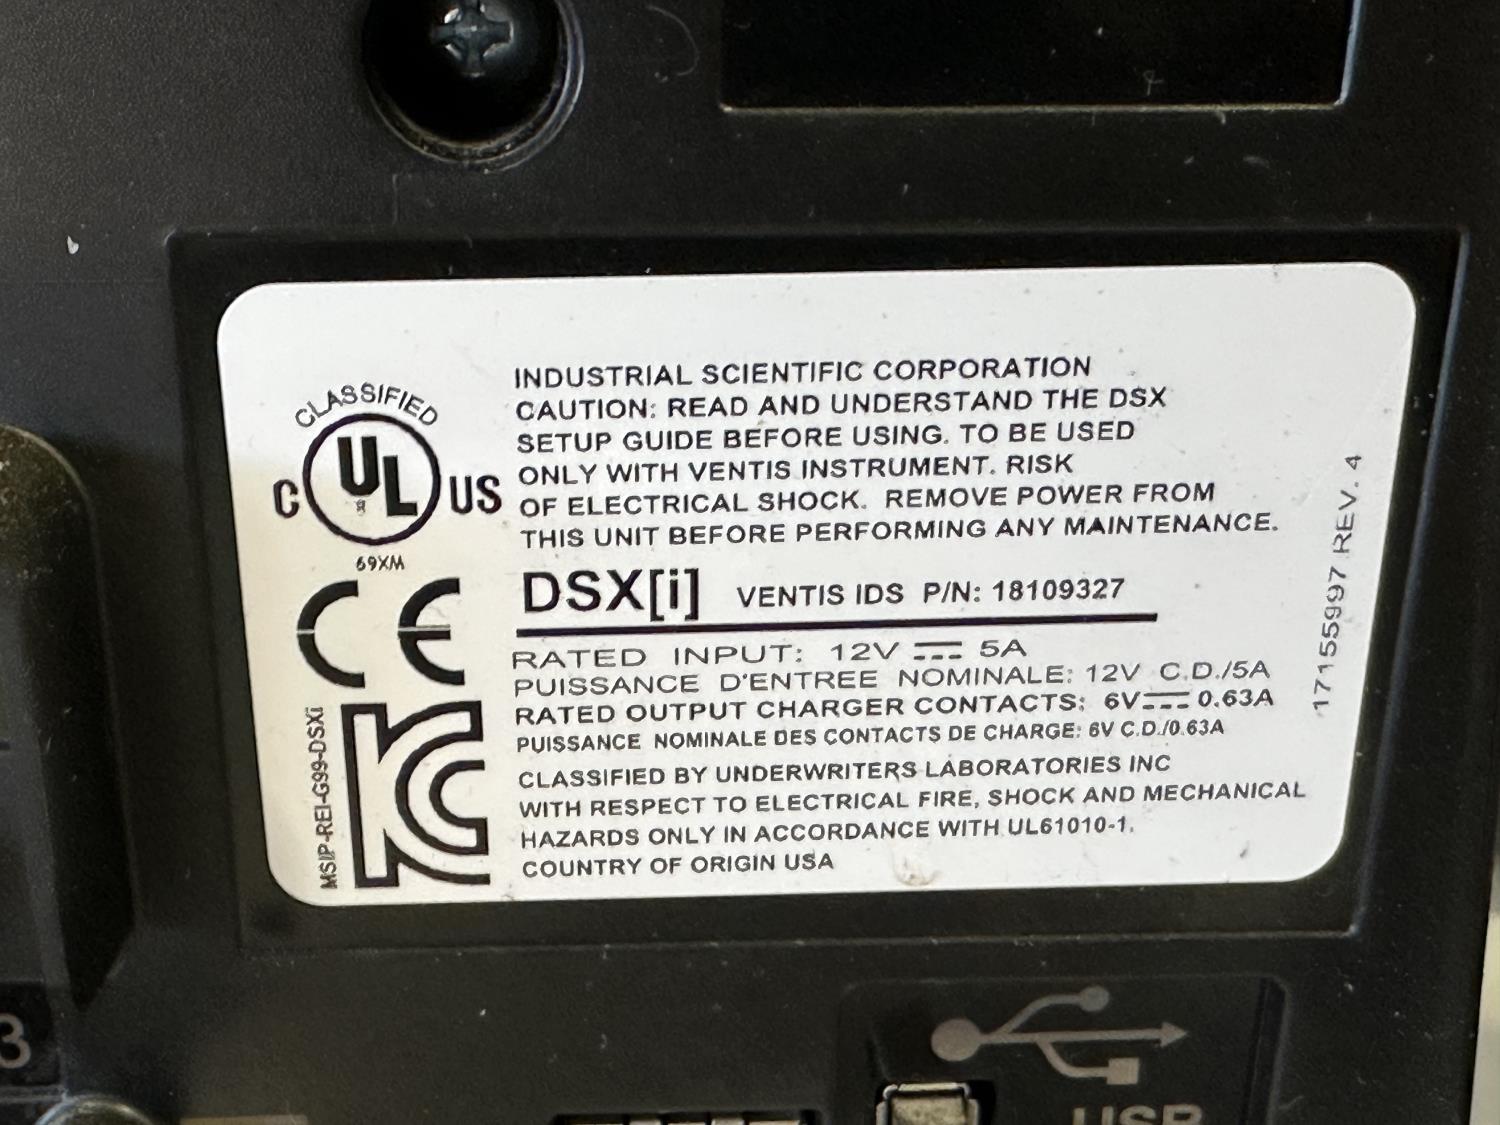 CLASSIFIED
C UL US
R
69XM
CE
MSIP-REI-G99-DSXi
KC
INDUSTRIAL SCIENTIFIC CORPORATION
CAUTION: READ AND UNDERSTAND THE DSX
SETUP GUIDE BEFORE USING. TO BE USED
ONLY WITH VENTIS INSTRUMENT. RISK
OF ELECTRICAL SHOCK. REMOVE POWER FROM
THIS UNIT BEFORE PERFORMING ANY MAINTENANCE.
DSX[i] VENTIS IDS P/N: 18109327
RATED INPUT: 12V ⎓ 5A
PUISSANCE D'ENTREE NOMINALE: 12V C.D./5A
RATED OUTPUT CHARGER CONTACTS: 6V⎓ 0.63A
PUISSANCE NOMINALE DES CONTACTS DE CHARGE: 6V C.D./0.63A
CLASSIFIED BY UNDERWRITERS LABORATORIES INC
WITH RESPECT TO ELECTRICAL FIRE, SHOCK AND MECHANICAL
HAZARDS ONLY IN ACCORDANCE WITH UL61010-1.
COUNTRY OF ORIGIN USA
17155997 REV. 4
3
USB